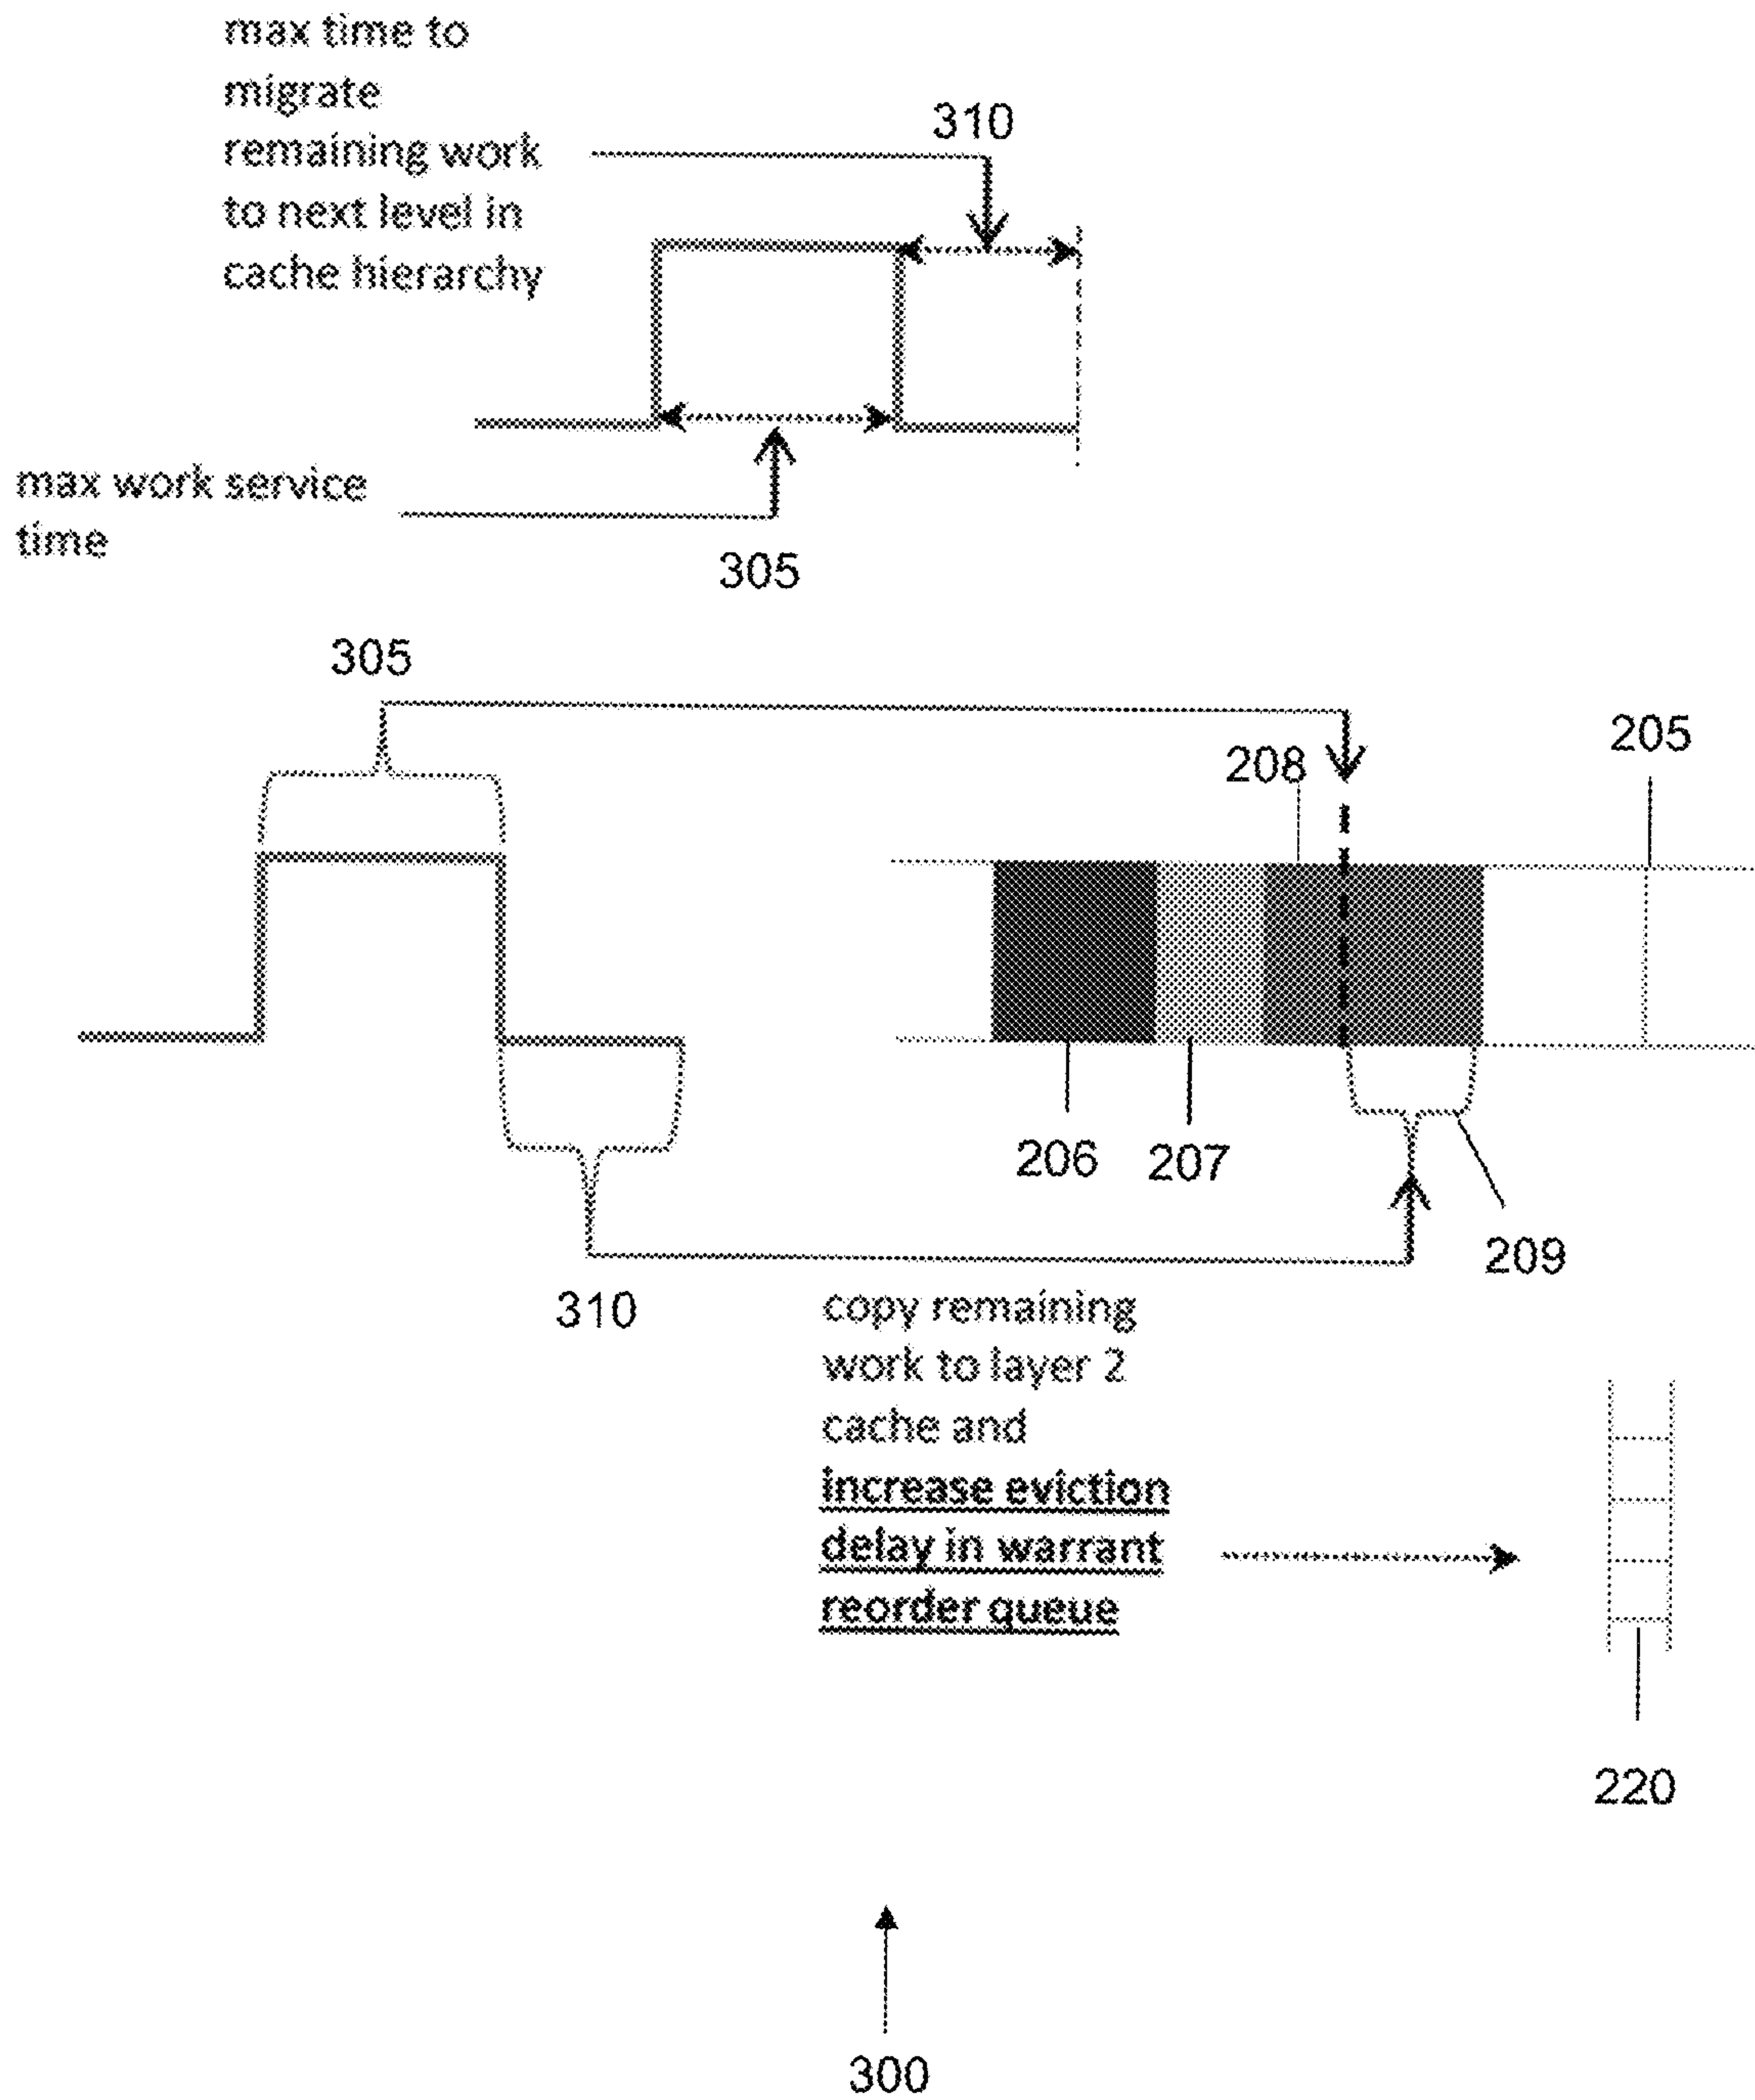 max time to
migrate
remaining work
to next level in
cache hierarchy
310
max work service
time
305
305
208
205
206
207
209
310
copy remaining
work to layer 2
cache and
increase eviction
delay in warrant
reorder queue
220
300